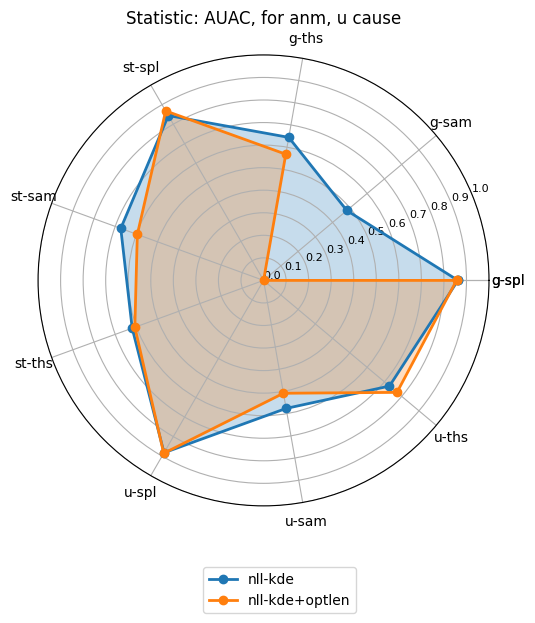 Statistic: AUAC, for anm, u cause
g-ths
st-spl
g-sam
st-sam
1.0
0.9
0.8
0.7
0.6
0.5
0.4
0.3
0.2
0.1
0.0
g-spl
st-ths
u-ths
u-spl
u-sam
nll-kde
nll-kde+optlen